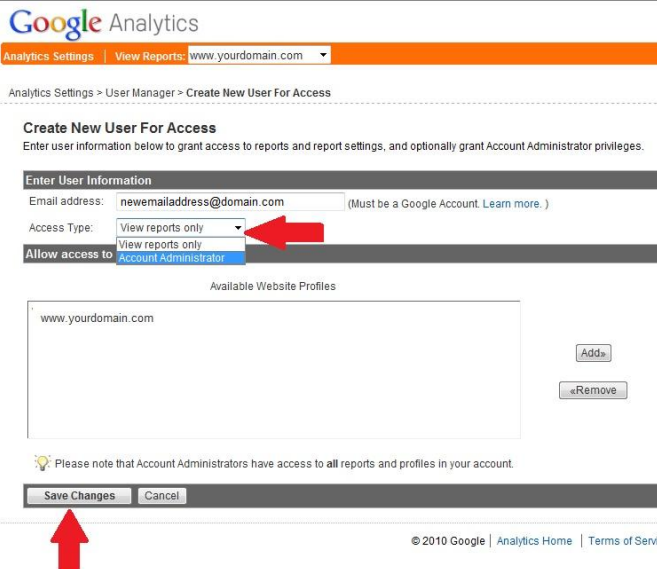 Google Analytics
Analytics Settings | View Reports: www.yourdomain.com
Analytics Settings > User Manager > Create New User For Access
Create New User For Access
Enter user information below to grant access to reports and report settings, and optionally grant Account Administrator privileges.
Enter User Information
Email address: newemailaddress@domain.com (Must be a Google Account. Learn more. )
Access Type: View reports only
View reports only
Account Administrator
Allow access to
Available Website Profiles
www.yourdomain.com
Add»
«Remove
Please note that Account Administrators have access to all reports and profiles in your account.
Save Changes Cancel
© 2010 Google | Analytics Home | Terms of Servi